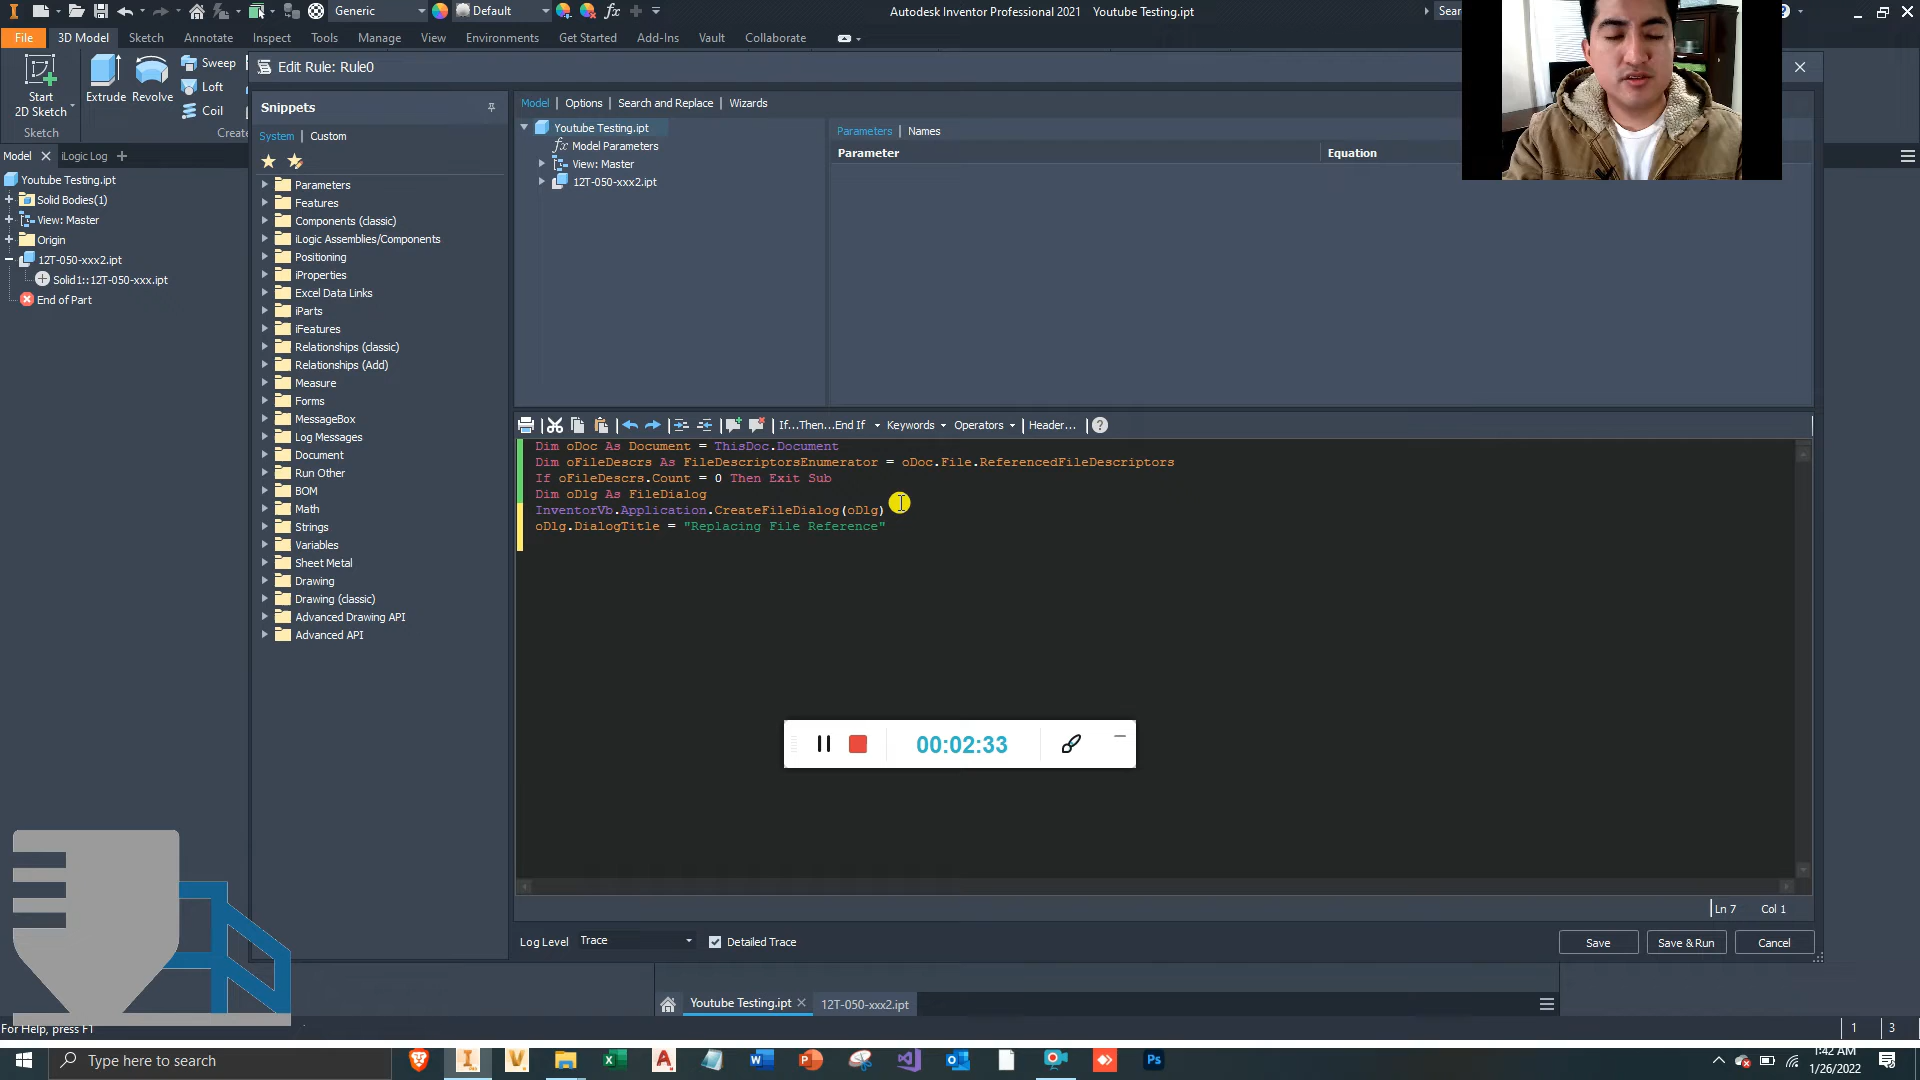 Generic
Default
Autodesk Inventor Professional 2021 Youtube Testing.ipt
Sear
File
3D Model
Sketch
Annotate
Inspect
Tools
Manage
View
Environments
Get Started
Add-Ins
Vault
Collaborate
Start
2D Sketch
Extrude
Revolve
Sweep
Loft
Coil
Sketch
Create
Edit Rule: Rule0
Model
iLogic Log
Youtube Testing.ipt
Solid Bodies(1)
View: Master
Origin
12T-050-xxx2.ipt
Solid1::12T-050-xxx.ipt
End of Part
Snippets
System | Custom
Parameters
Features
Components (classic)
iLogic Assemblies/Components
Positioning
iProperties
Excel Data Links
iParts
iFeatures
Relationships (classic)
Relationships (Add)
Measure
Forms
MessageBox
Log Messages
Document
Run Other
BOM
Math
Strings
Variables
Sheet Metal
Drawing
Drawing (classic)
Advanced Drawing API
Advanced API
Model | Options | Search and Replace | Wizards
Youtube Testing.ipt
Model Parameters
View: Master
12T-050-xxx2.ipt
Parameters | Names
Parameter
Equation
If...Then...End If
Keywords
Operators
Header...
Dim oDoc As Document = ThisDoc.Document
Dim oFileDescrs As FileDescriptorsEnumerator = oDoc.File.ReferencedFileDescriptors
If oFileDescrs.Count = 0 Then Exit Sub
Dim oDlg As FileDialog
InventorVb.Application.CreateFileDialog(oDlg)
oDlg.DialogTitle = "Replacing File Reference"
00:02:33
Ln 7 Col 1
Log Level
Trace
Detailed Trace
Save
Save & Run
Cancel
Youtube Testing.ipt
12T-050-xxx2.ipt
For Help, press F1
1
3
Type here to search
1:42 AM
1/26/2022